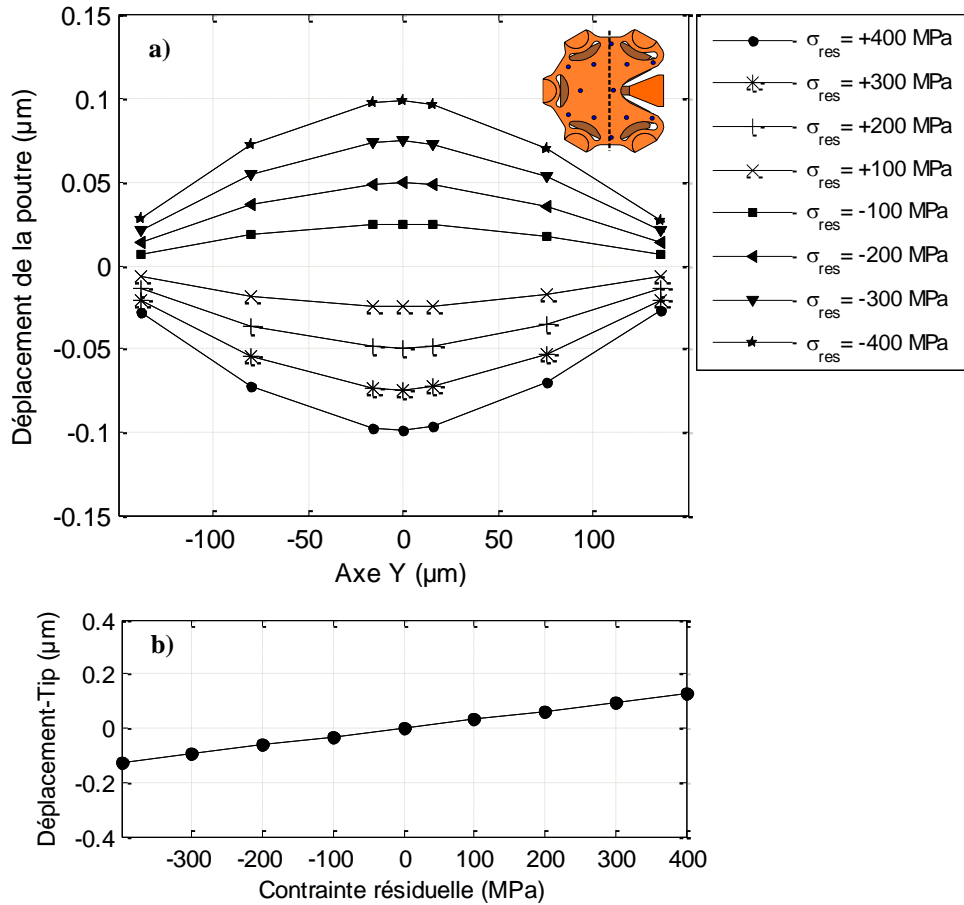 a)
0.15
0.1
0.05
0
-0.05
-0.1
-0.15
Déplacement de la poutre (µm)
-100 -50 0 50 100
Axe Y (µm)
σres= +400 MPa
σres= +300 MPa
σres= +200 MPa
σres= +100 MPa
σres= -100 MPa
σres= -200 MPa
σres= -300 MPa
σres= -400 MPa
b)
0.4
0.2
0
-0.2
-0.4
Déplacement-Tip (µm)
-300 -200 -100 0 100 200 300 400
Contrainte résiduelle (MPa)